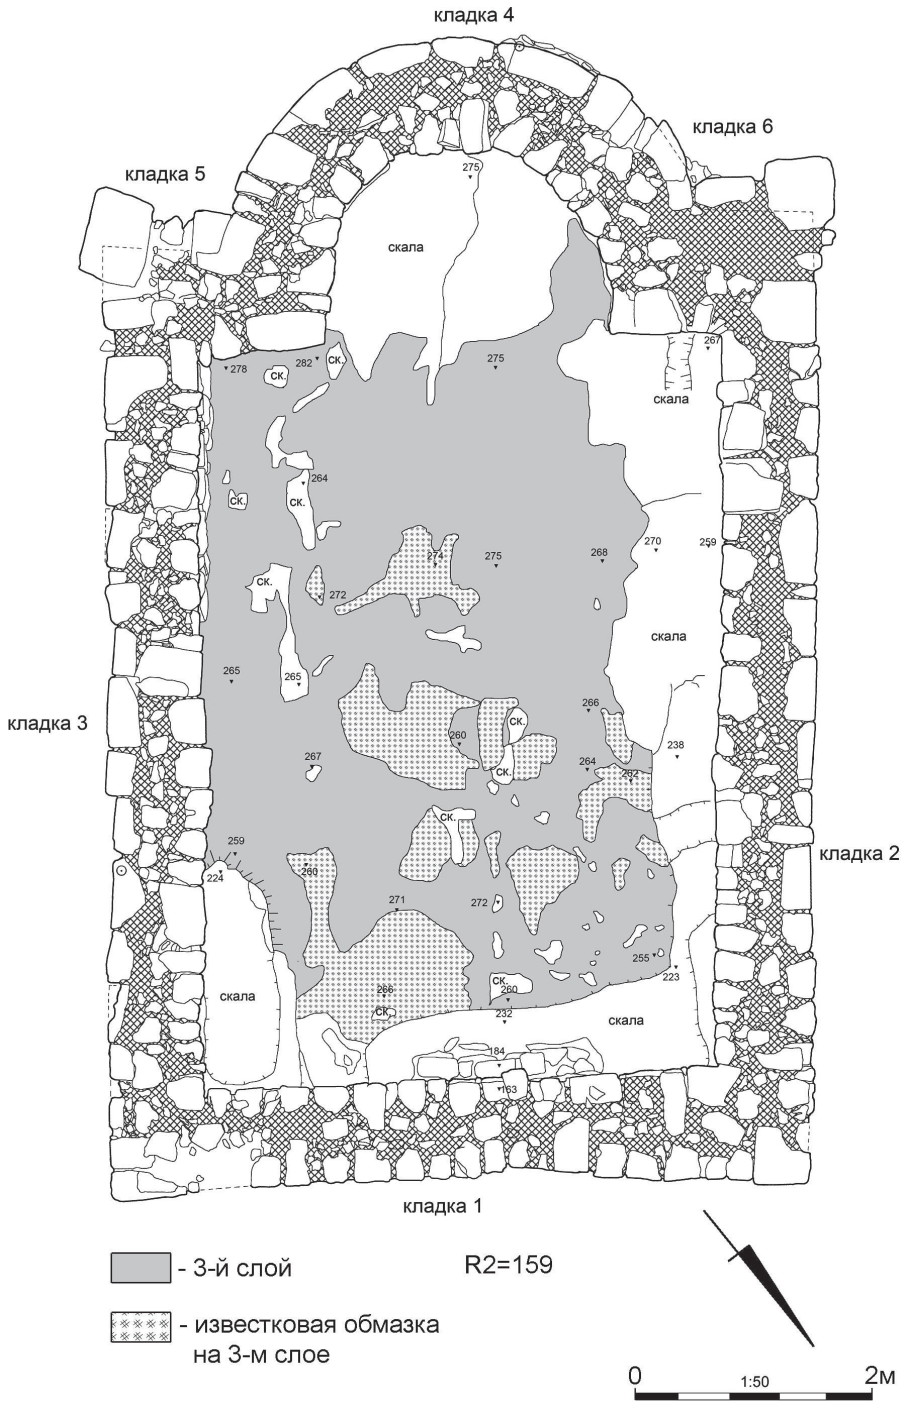 кладка 4
кладка 6
кладка 5
275
скала
267
278
282
ск.
275
ск.
скала
264
ск.
ск.
274
275
268
270
259
ск.
272
скала
265
265
266
ск.
260
238
267
264
262
ск.
кладка 3
ск.
259
кладка 2
260
224
271
272
255
223
ск.
266
260
скала
ск.
232
скала
184
163
кладка 1
- 3-й слой
R2=159
- известковая обмазка
на 3-м слое
0
1:50
2м